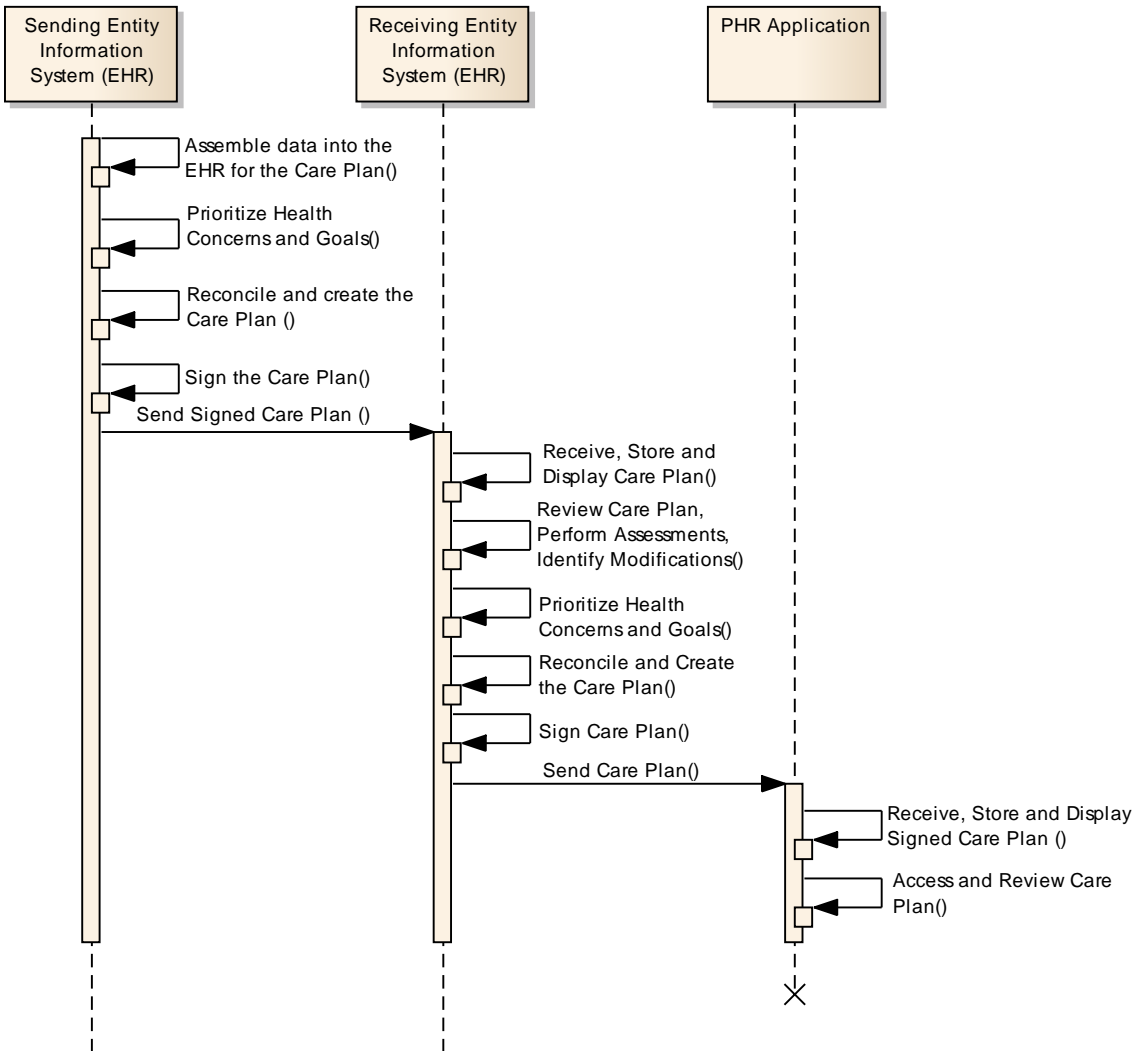 Sending Entity
Information
System (EHR)
Receiving Entity
Information
System (EHR)
PHR Application
Assemble data into the
EHR for the Care Plan()
Prioritize Health
Concerns and Goals()
Reconcile and create the
Care Plan ()
Sign the Care Plan()
Send Signed Care Plan ()
Receive, Store and
Display Care Plan()
Review Care Plan,
Perform Assessments,
Identify Modifications()
Prioritize Health
Concerns and Goals()
Reconcile and Create
the Care Plan()
Sign Care Plan()
Send Care Plan()
Receive, Store and Display
Signed Care Plan ()
Access and Review Care
Plan()